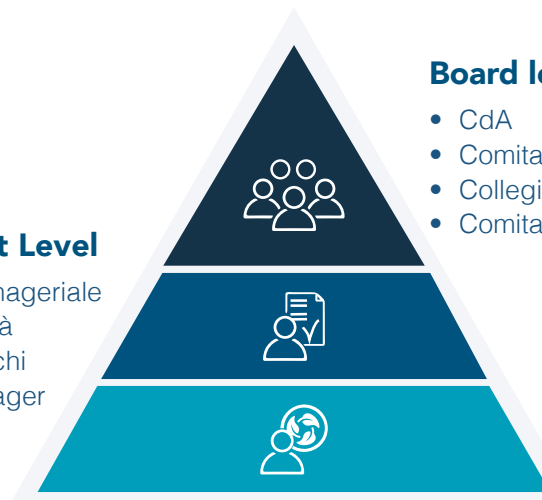 Board le
• CdA
• Comita
• Collegi
• Comita
t Level
nageriale
à
chi
ager